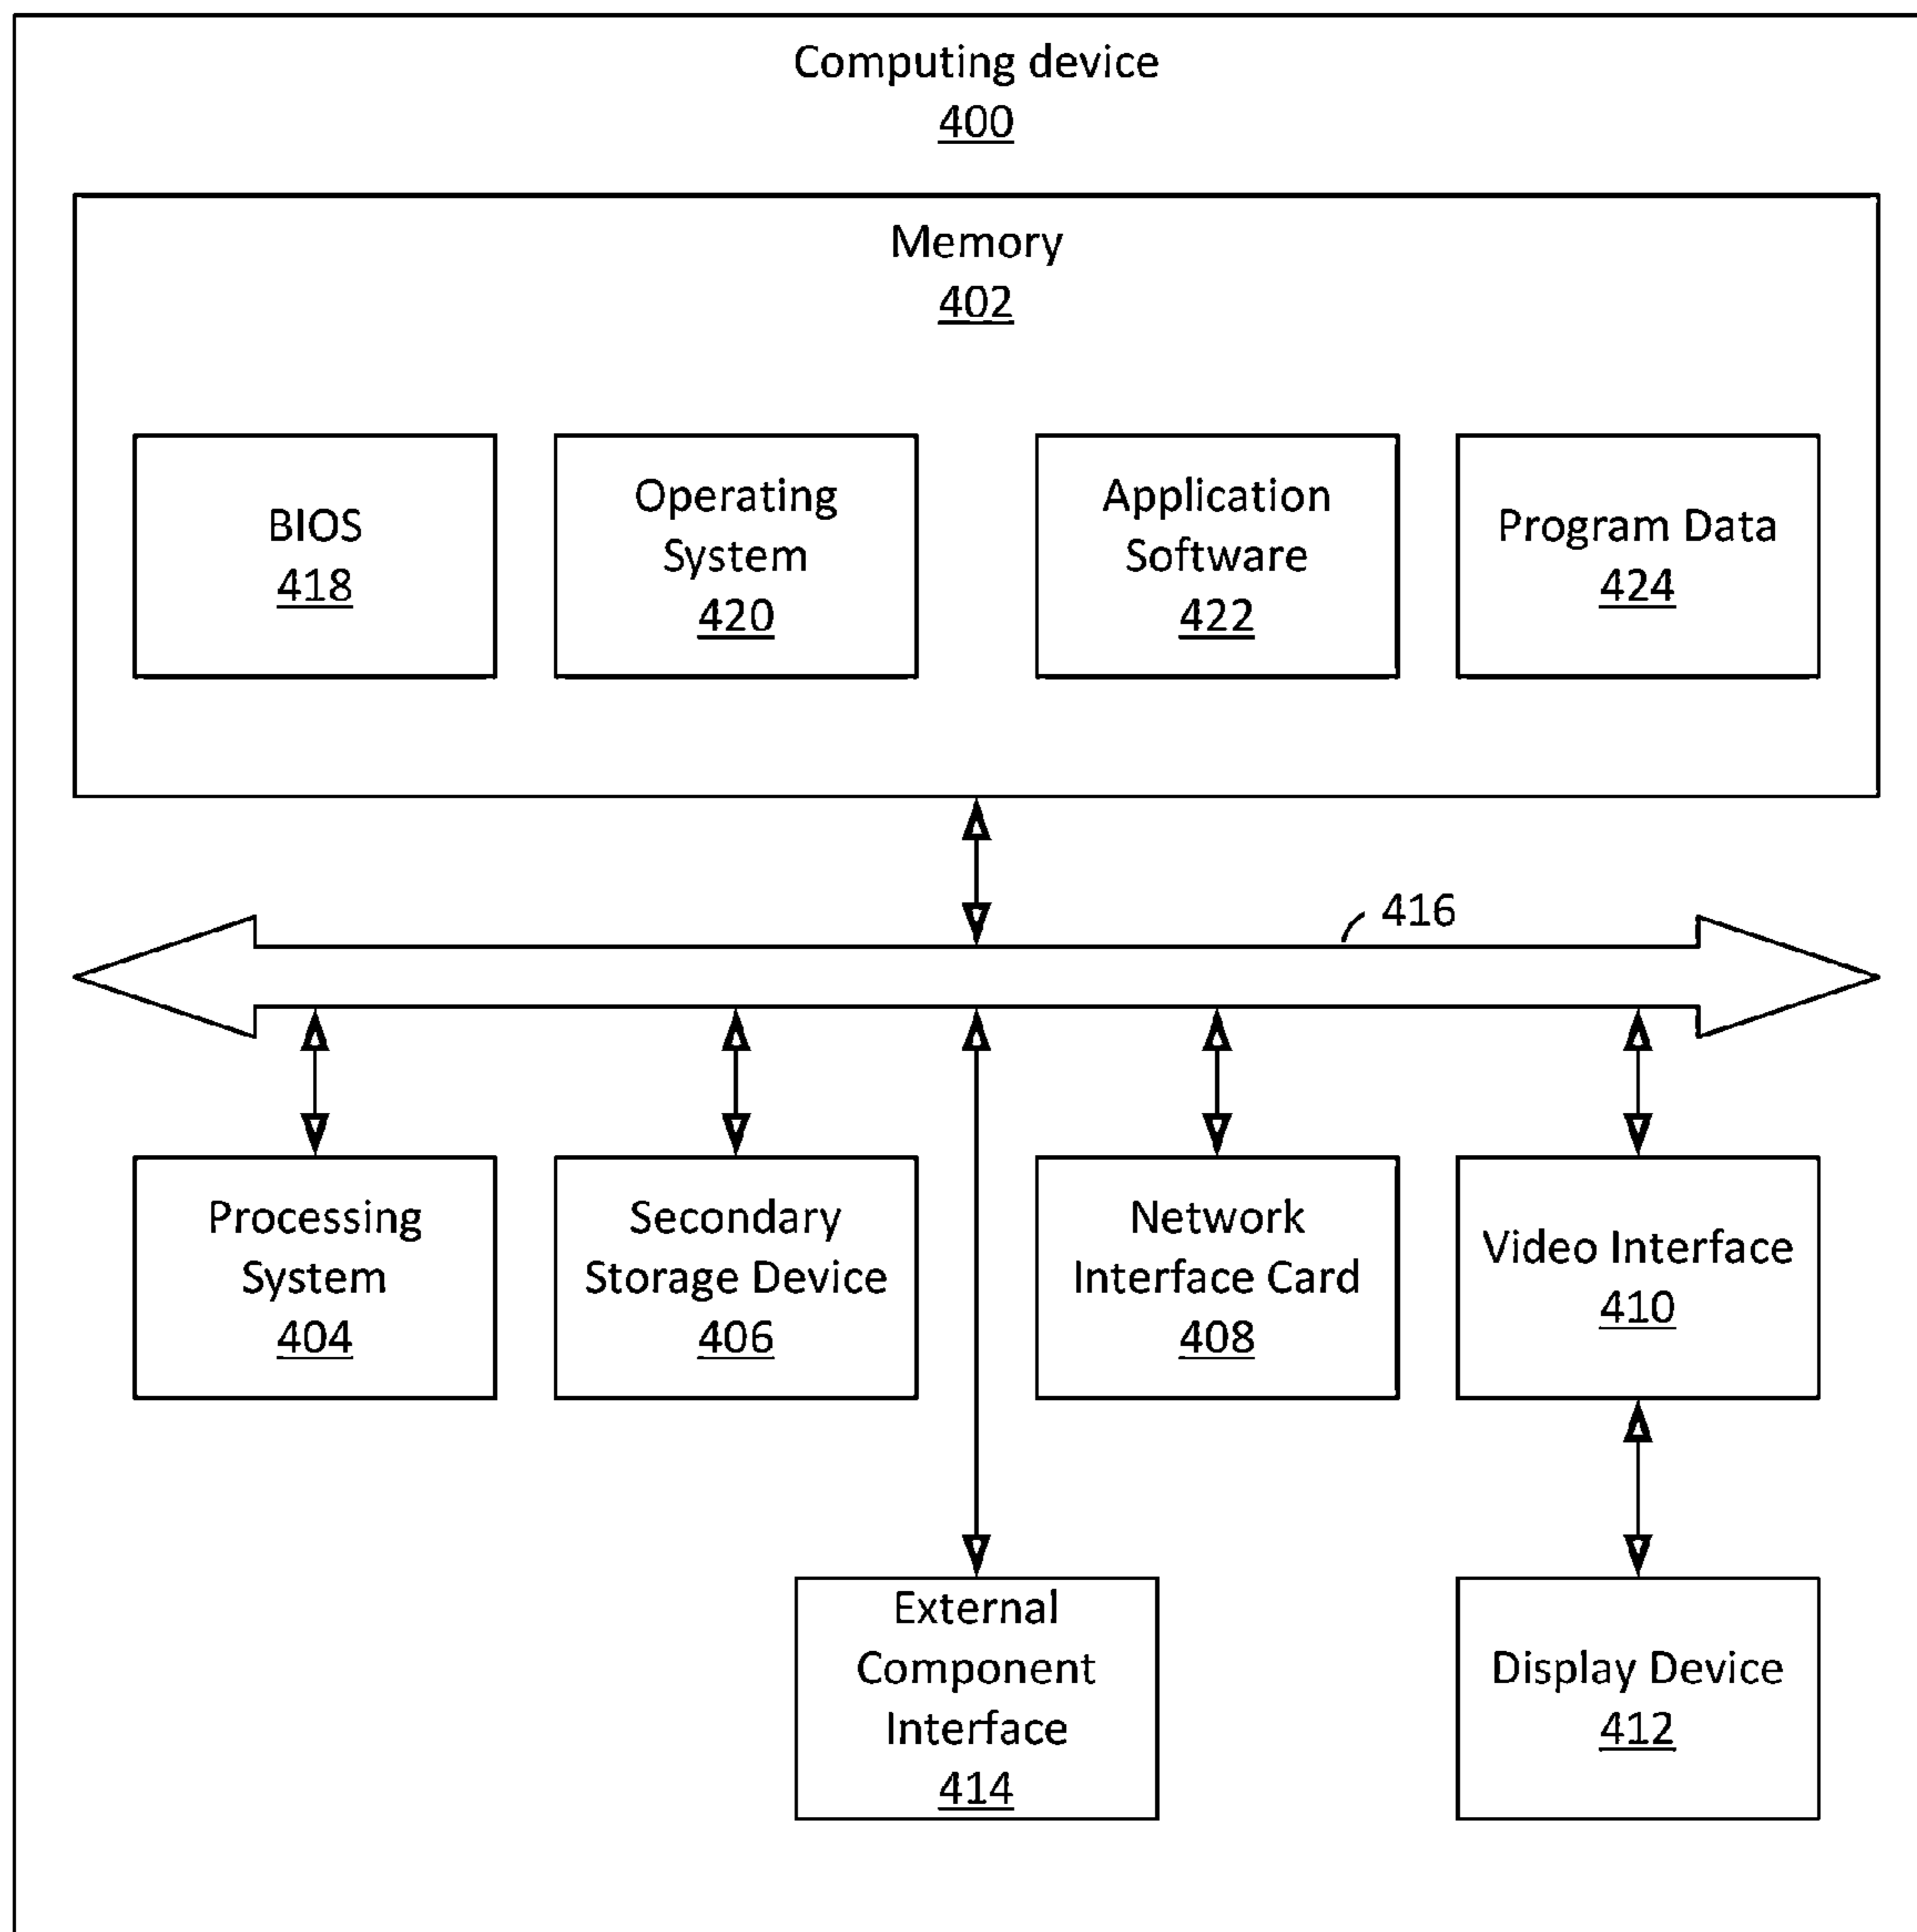 Computing device
400
Memory
402
BIOS
418
Operating
System
420
Application
Software
422
Program Data
424
416
Processing
System
404
Secondary
Storage Device
406
Network
Interface Card
408
Video Interface
410
External
Component
Interface
414
Display Device
412